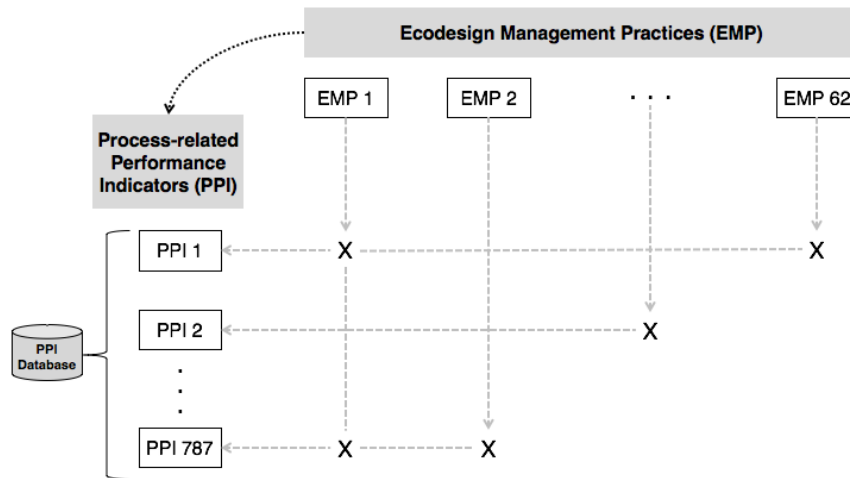 Ecodesign Management Practices (EMP)
EMP 1
EMP 2
. . .
EMP 62
Process-related
Performance
Indicators (PPI)
PPI 1
X
X
PPI 2
X
PPI
Database
.
.
.
PPI 787
X
X